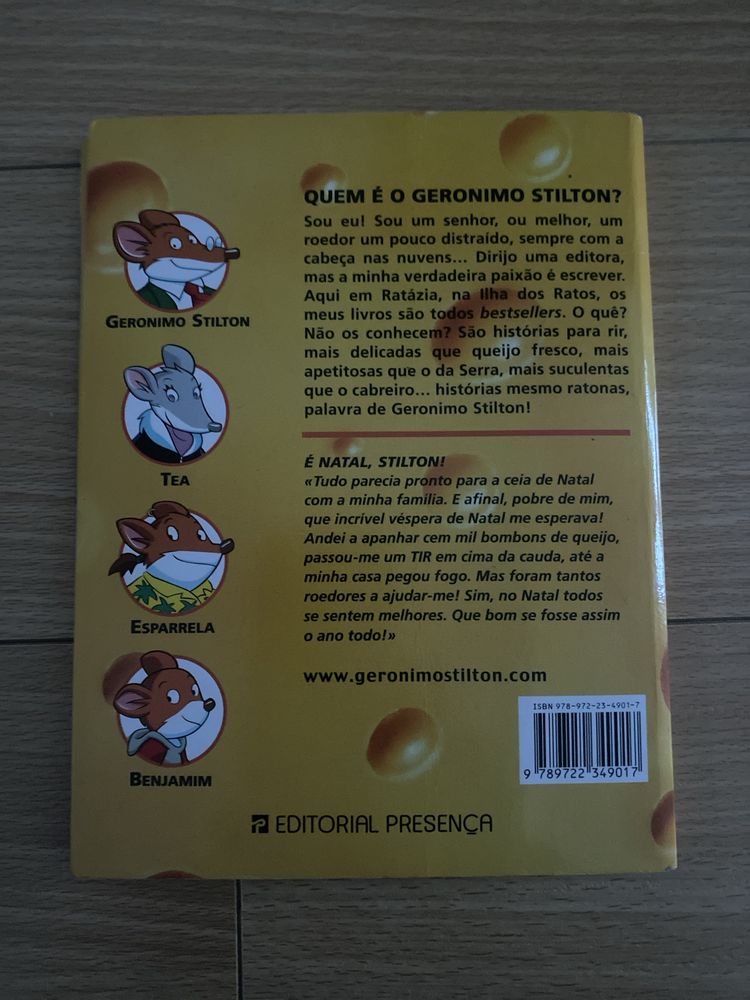 GERONIMO STILTON
TEA
ESPARRELA
BENJAMIM
QUEM É O GERONIMO STILTON?
Sou eu! Sou um senhor, ou melhor, um
roedor um pouco distraído, sempre com a
cabeça nas nuvens... Dirijo uma editora,
mas a minha verdadeira paixão é escrever.
Aqui em Ratázia, na Ilha dos Ratos, os
meus livros são todos bestsellers. O quê?
Não os conhecem? São histórias para rir,
mais delicadas que queijo fresco, mais
apetitosas que o da Serra, mais suculentas
que o cabreiro... histórias mesmo ratonas,
palavra de Geronimo Stilton!
É NATAL, STILTON!
«Tudo parecia pronto para a ceia de Natal
com a minha família. E afinal, pobre de mim,
que incrível véspera de Natal me esperava!
Andei a apanhar cem mil bombons de queijo,
passou-me um TIR em cima da cauda, até a
minha casa pegou fogo. Mas foram tantos
roedores a ajudar-me! Sim, no Natal todos
se sentem melhores. Que bom se fosse assim
o ano todo!»
www.geronimostilton.com
ISBN 978-972-23-4901-7
9 789722 349017
EDITORIAL PRESENÇA